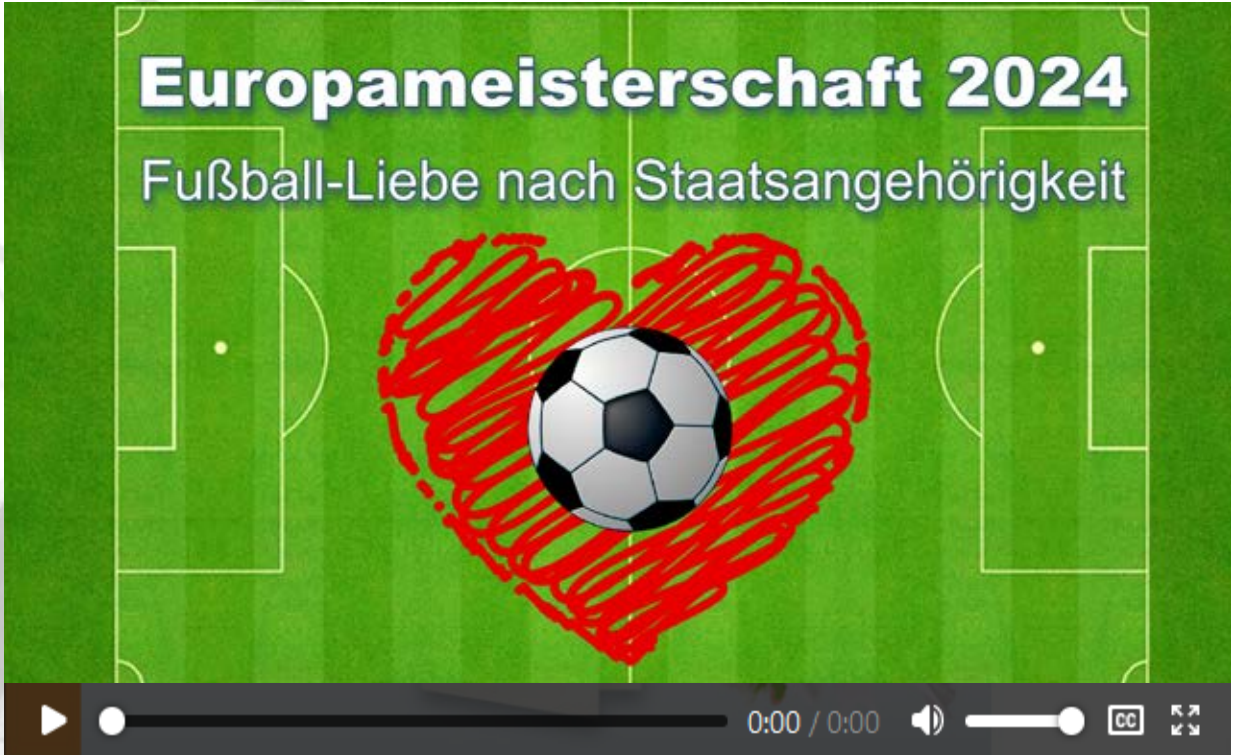 Europameisterschaft 2024
Fußball-Liebe nach Staatsangehörigkeit
0:00 / 0:00
CC